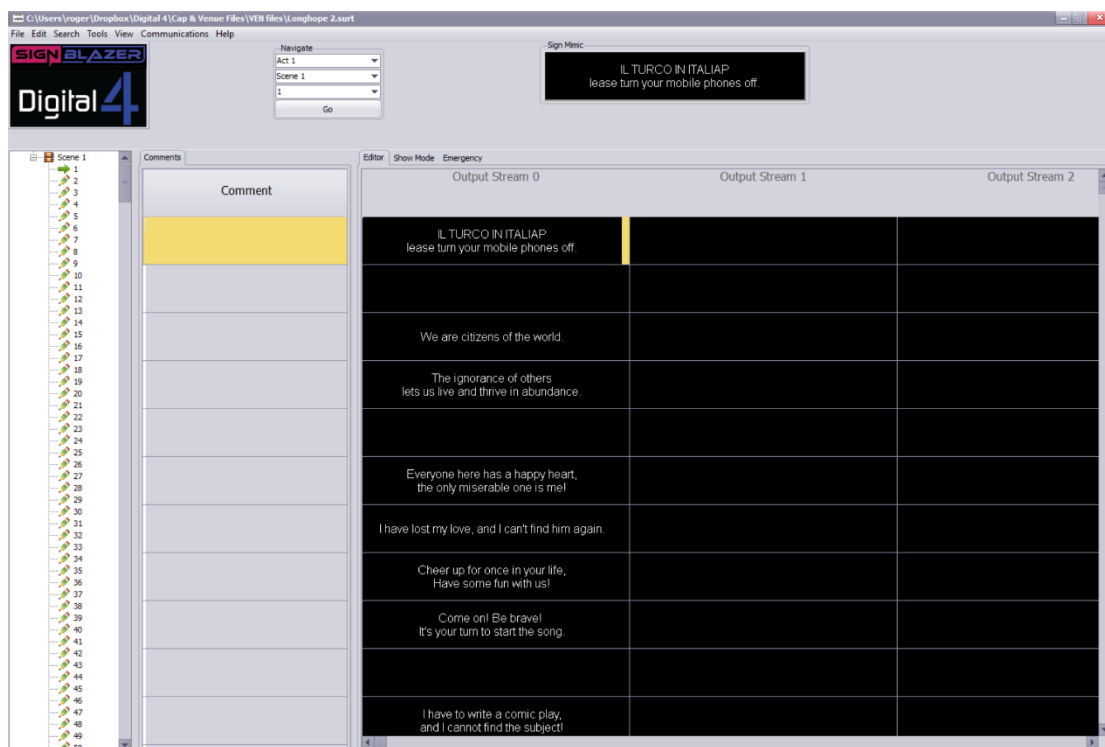 C:\Users\roger\Dropbox\Digital 4\Cap & Venue Files\VEN files\Longhope 2.surt
File Edit Search Tools View Communications Help
SIGN BLAZER
Digital 4
Navigate
Act 1
Scene 1
1
Go
Sign Mimic
IL TURCO IN ITALIAP
lease turn your mobile phones off.
Scene 1
1
2
3
4
5
6
7
8
9
10
11
12
13
14
15
16
17
18
19
20
21
22
23
24
25
26
27
28
29
30
31
32
33
34
35
36
37
38
39
40
41
42
43
44
45
46
47
48
49
Comments
Comment
Editor Show Mode Emergency
Output Stream 0 Output Stream 1 Output Stream 2
IL TURCO IN ITALIAP
lease turn your mobile phones off.
We are citizens of the world.
The ignorance of others
lets us live and thrive in abundance.
Everyone here has a happy heart,
the only miserable one is me!
I have lost my love, and I can't find him again.
Cheer up for once in your life,
Have some fun with us!
Come on! Be brave!
It's your turn to start the song.
I have to write a comic play,
and I cannot find the subject!